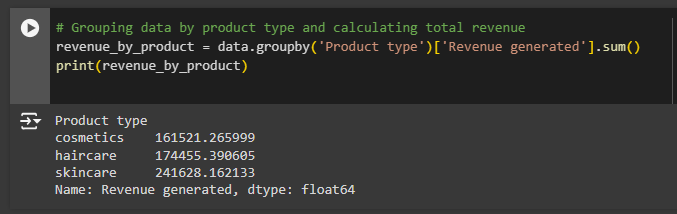 # Grouping data by product type and calculating total revenue
revenue_by_product = data.groupby('Product type')['Revenue generated'].sum()
print(revenue_by_product)
Product type
cosmetics    161521.265999
haircare     174455.390605
skincare     241628.162133
Name: Revenue generated, dtype: float64